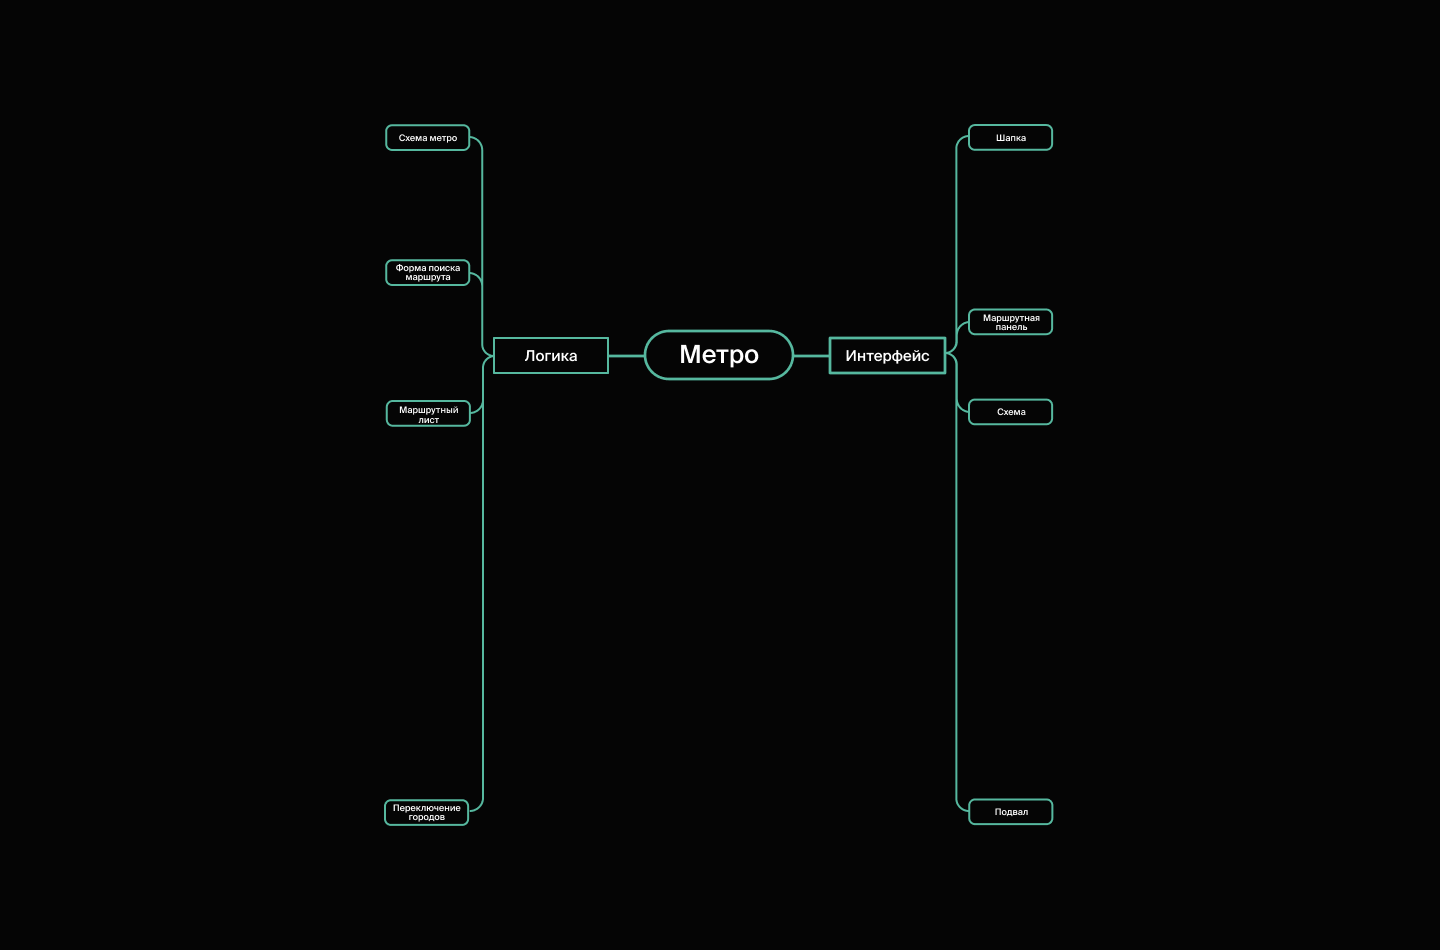 Схема метро
Шапка
Форма поиска
маршрута
Маршрутная
панель
Логика
Метро
Интерфейс
Маршрутный
лист
Схема
Переключение
городов
Подвал